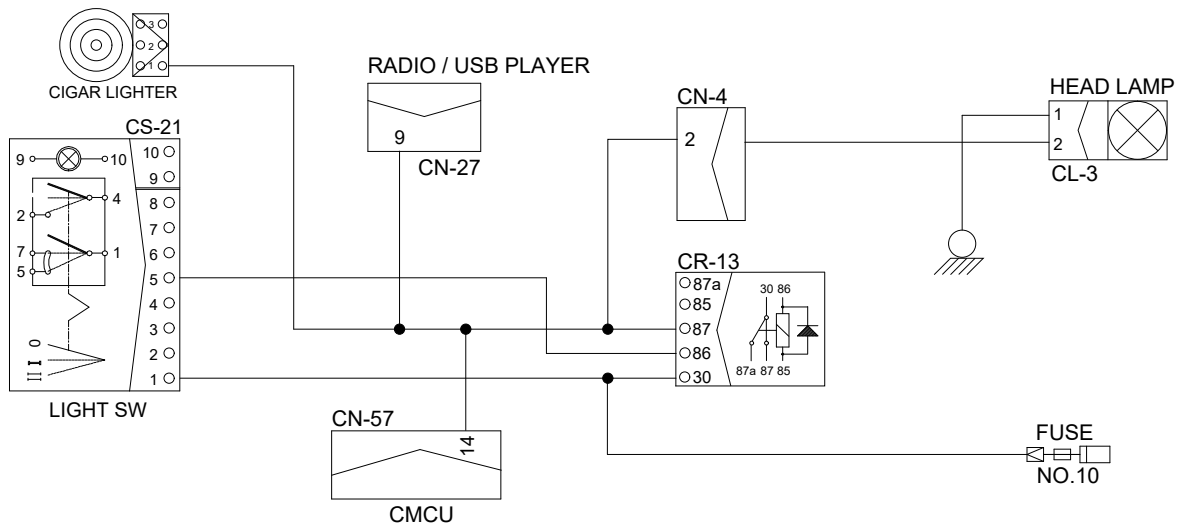 3
2
1
CIGAR LIGHTER
RADIO / USB PLAYER
9
CN-27
CN-4
2
HEAD LAMP
1
2
CL-3
CS-21
9 10
10
9
8
7
6
5
4
3
2
1
4
2
7 1
5
0
I
II
LIGHT SW
CR-13
87a
85
87
86
30
30 86
87a 87 85
CN-57
14
CMCU
FUSE
NO.10